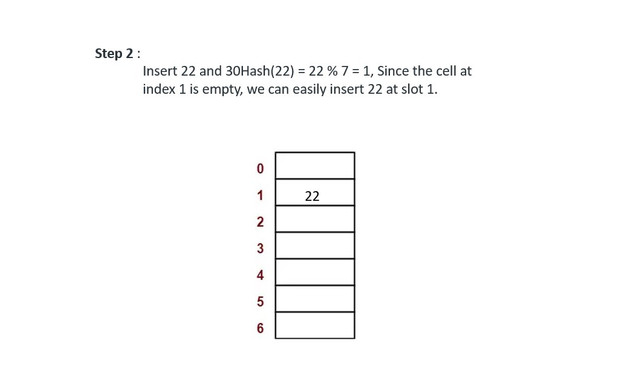 Step 2 :
Insert 22 and 30Hash(22) = 22 % 7 = 1, Since the cell at
index 1 is empty, we can easily insert 22 at slot 1.
0
1 22
2
3
4
5
6